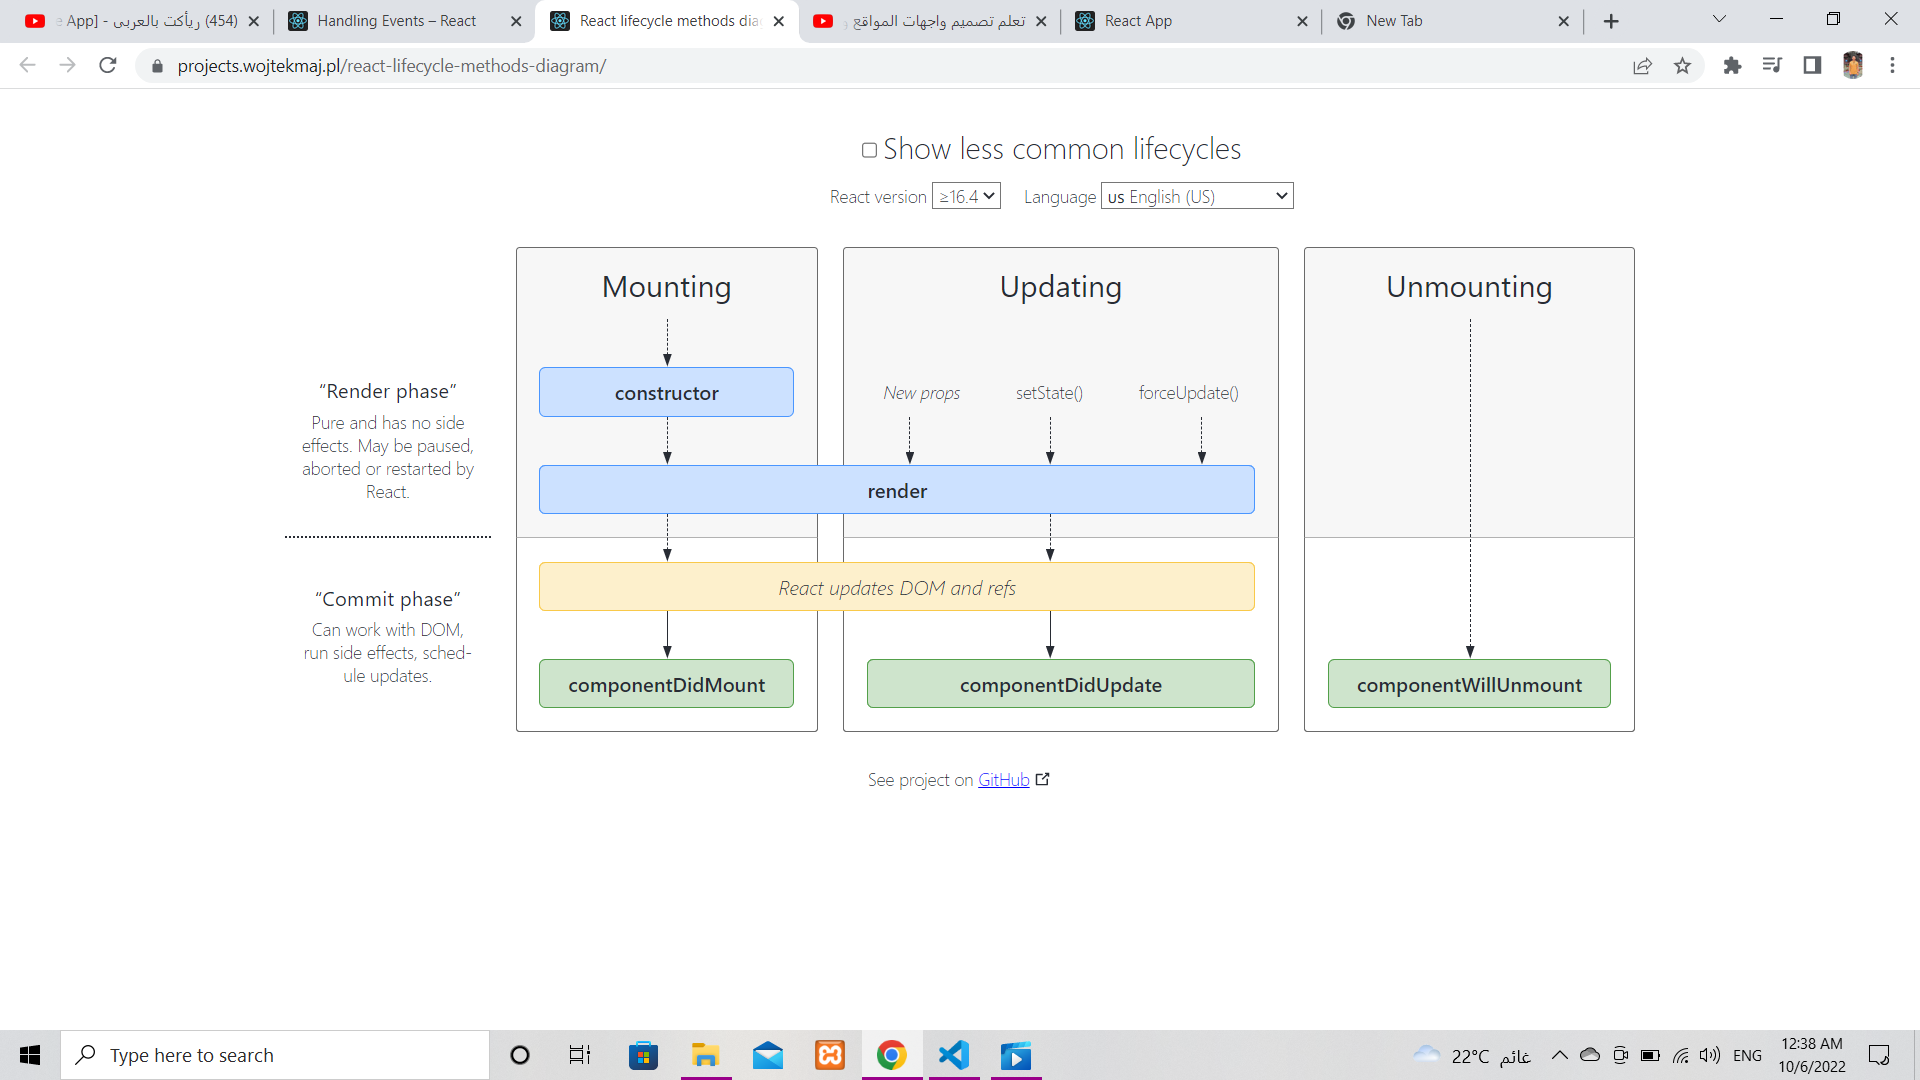 (454) ريأكت بالعربى - [App e
Handling Events – React
React lifecycle methods dia
تعلم تصميم واجهات المواقع و
React App
New Tab
projects.wojtekmaj.pl/react-lifecycle-methods-diagram/
Show less common lifecycles
React version ≥16.4 Language us English (US)
Mounting
Updating
Unmounting
“Render phase”
Pure and has no side
effects. May be paused,
aborted or restarted by
React.
constructor
New props
setState()
forceUpdate()
render
“Commit phase”
Can work with DOM,
run side effects, sched-
ule updates.
React updates DOM and refs
componentDidMount
componentDidUpdate
componentWillUnmount
See project on GitHub
Type here to search
22°C غائم
ENG
12:38 AM
10/6/2022